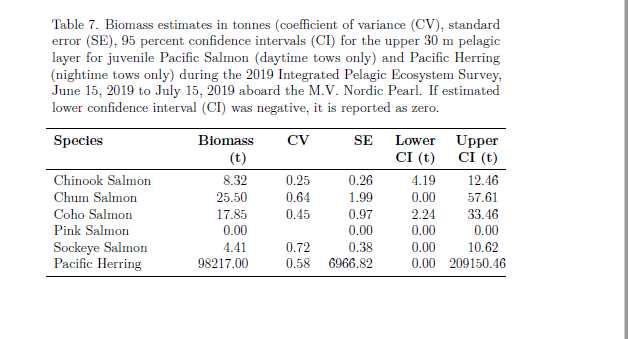 Table 7. Biomass estimates in tonnes (coefficient of variance (CV), standard
error (SE), 95 percent confidence intervals (CI) for the upper 30 m pelagic
layer for juvenile Pacific Salmon (daytime tows only) and Pacific Herring
(nightime tows only) during the 2019 Integrated Pelagic Ecosystem Survey,
June 15, 2019 to July 15, 2019 aboard the M.V. Nordic Pearl. If estimated
lower confidence interval (CI) was negative, it is reported as zero.
Species Biomass CV SE Lower Upper
(t) CI (t) CI (t)
Chinook Salmon 8.32 0.25 0.26 4.19 12.46
Chum Salmon 25.50 0.64 1.99 0.00 57.61
Coho Salmon 17.85 0.45 0.97 2.24 33.46
Pink Salmon 0.00 0.00 0.00 0.00
Sockeye Salmon 4.41 0.72 0.38 0.00 10.62
Pacific Herring 98217.00 0.58 6966.82 0.00 209150.46